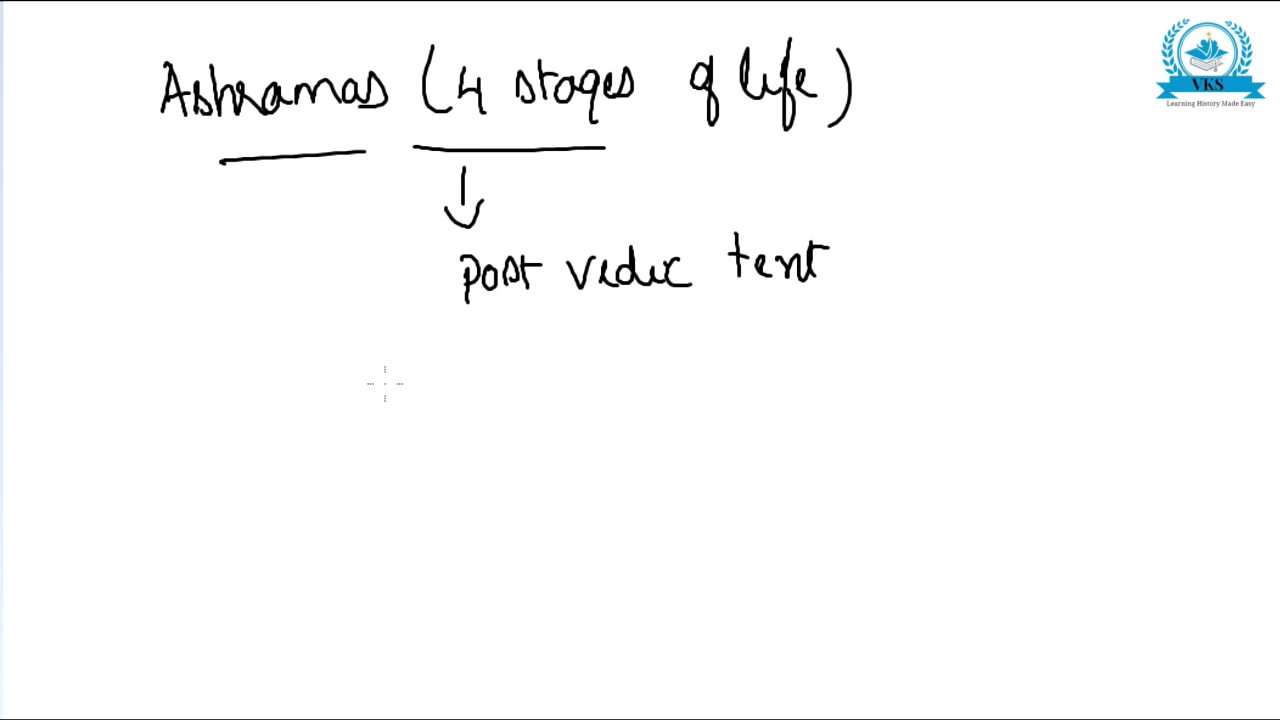 Ashramas (4 stages of life)
post vedic text
VKS
Learning History Made Easy